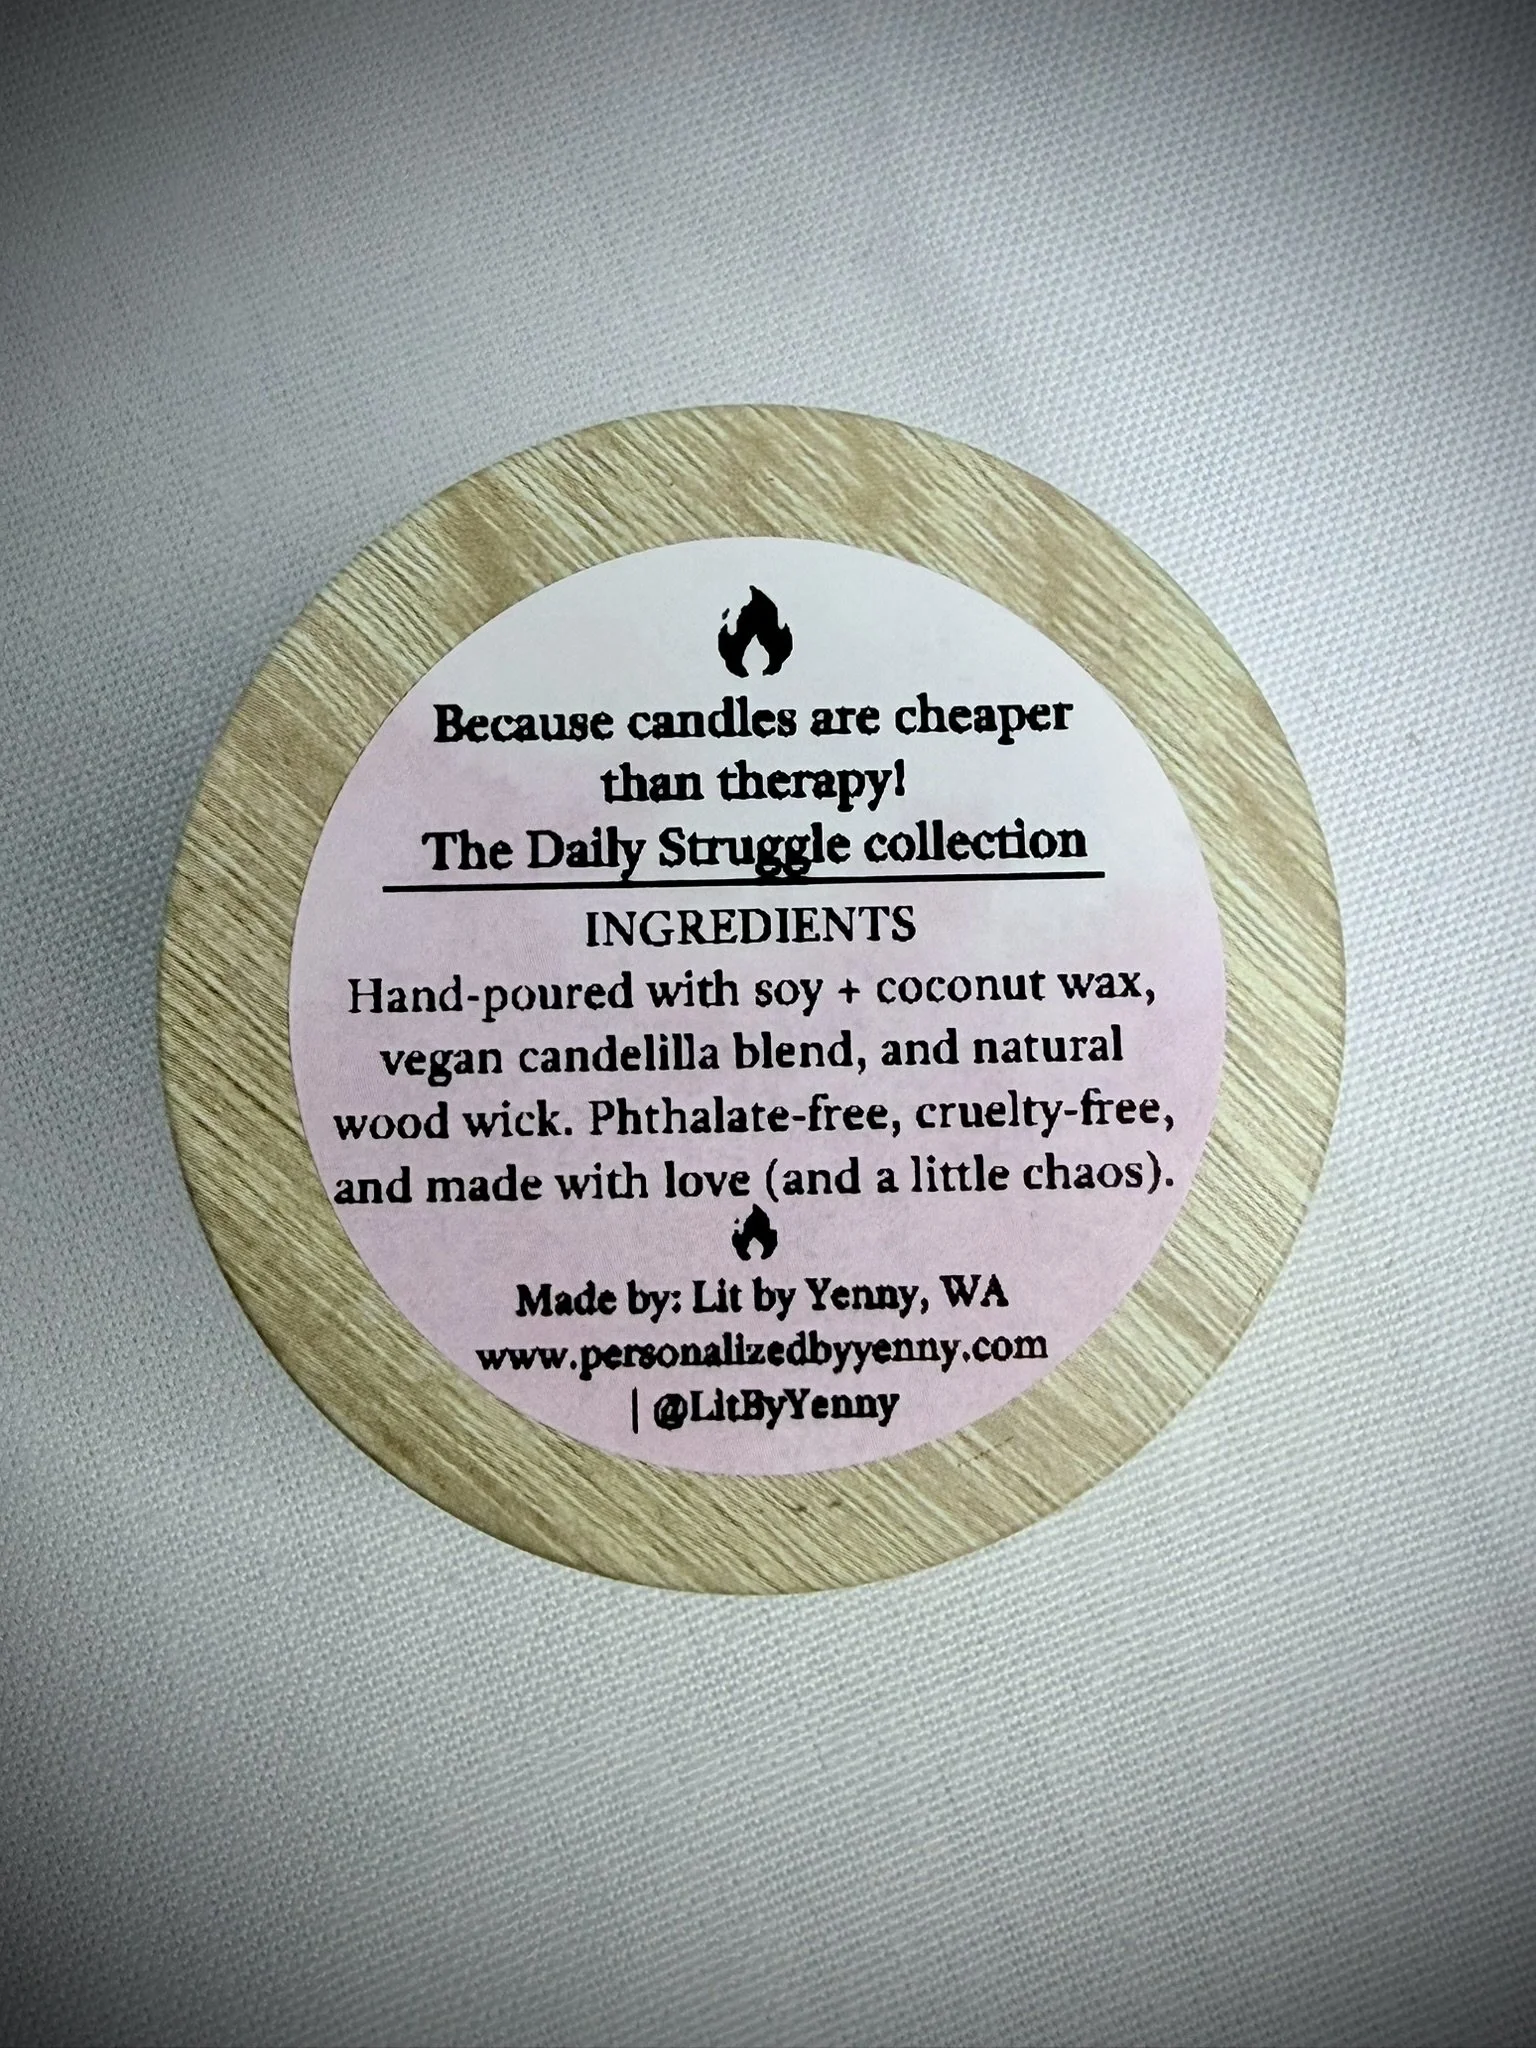 Because candles are cheaper
than therapy!
The Daily Struggle collection
INGREDIENTS
Hand-poured with soy + coconut wax,
vegan candelilla blend, and natural
wood wick. Phthalate-free, cruelty-free,
and made with love (and a little chaos).
Made by: Lit by Yenny, WA
www.personalizedbyyenny.com
| @LitByYenny